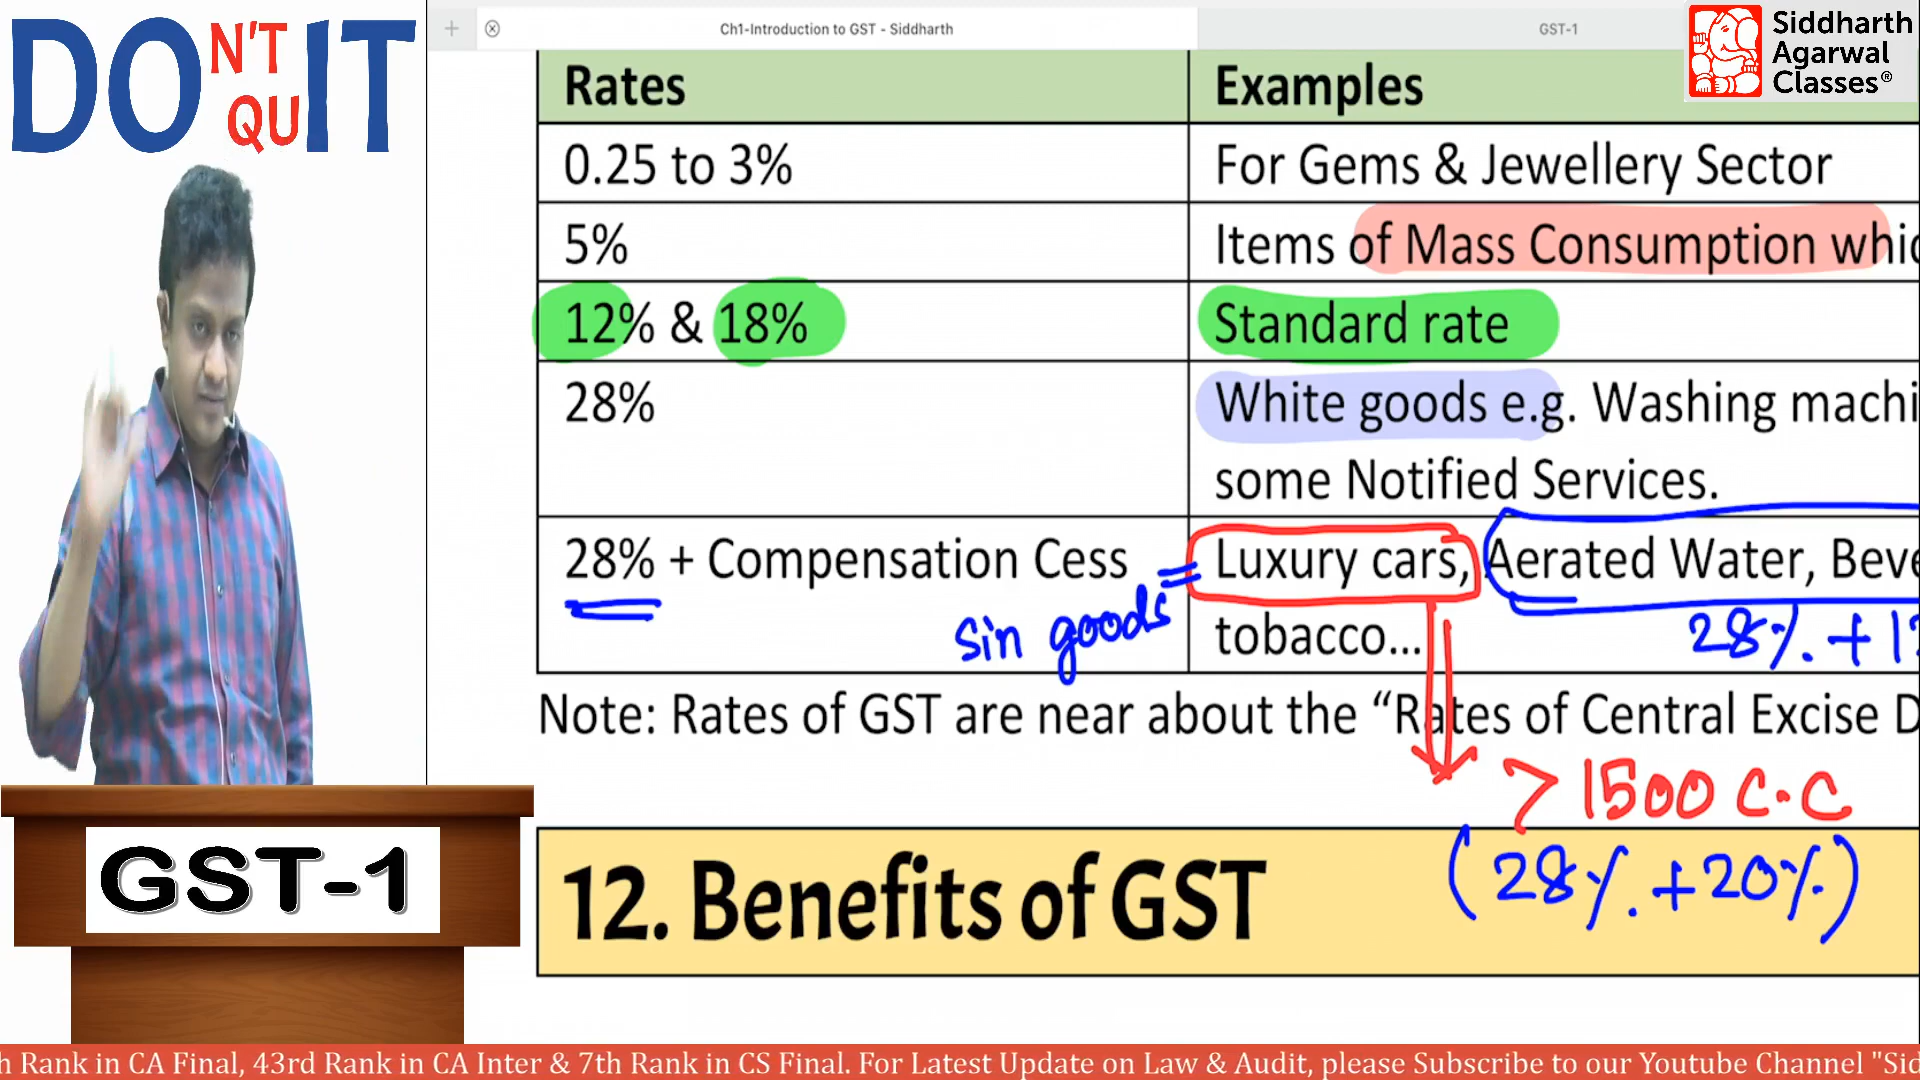 DON'T QUIT
Ch1-Introduction to GST - Siddharth
GST-1
Siddharth
Agarwal
Classes®
Rates Examples
0.25 to 3% For Gems & Jewellery Sector
5% Items of Mass Consumption whic
12% & 18% Standard rate
28% White goods e.g. Washing machi
some Notified Services.
28% + Compensation Cess = Luxury cars, Aerated Water, Beve
sin goods tobacco... 28% + 12
Note: Rates of GST are near about the “Rates of Central Excise D
> 1500 C.C
(28% + 20%)
12. Benefits of GST
GST-1
h Rank in CA Final, 43rd Rank in CA Inter & 7th Rank in CS Final. For Latest Update on Law & Audit, please Subscribe to our Youtube Channel "Sid